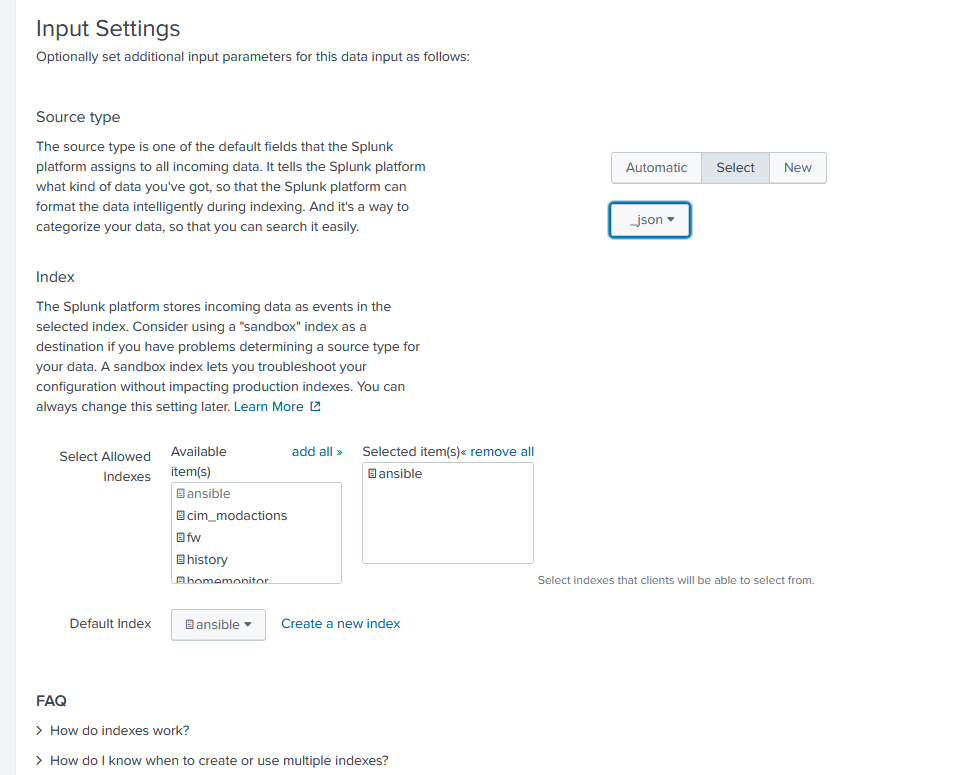 Input Settings
Optionally set additional input parameters for this data input as follows:
Source type
The source type is one of the default fields that the Splunk
platform assigns to all incoming data. It tells the Splunk platform
what kind of data you've got, so that the Splunk platform can
format the data intelligently during indexing. And it's a way to
categorize your data, so that you can search it easily.
Automatic Select New
_json
Index
The Splunk platform stores incoming data as events in the
selected index. Consider using a "sandbox" index as a
destination if you have problems determining a source type for
your data. A sandbox index lets you troubleshoot your
configuration without impacting production indexes. You can
always change this setting later. Learn More
Select Allowed
Indexes
Available
item(s)
add all »
ansible
cim_modactions
fw
history
homemonitor
Selected item(s)« remove all
ansible
Select indexes that clients will be able to select from.
Default Index ansible Create a new index
FAQ
> How do indexes work?
> How do I know when to create or use multiple indexes?